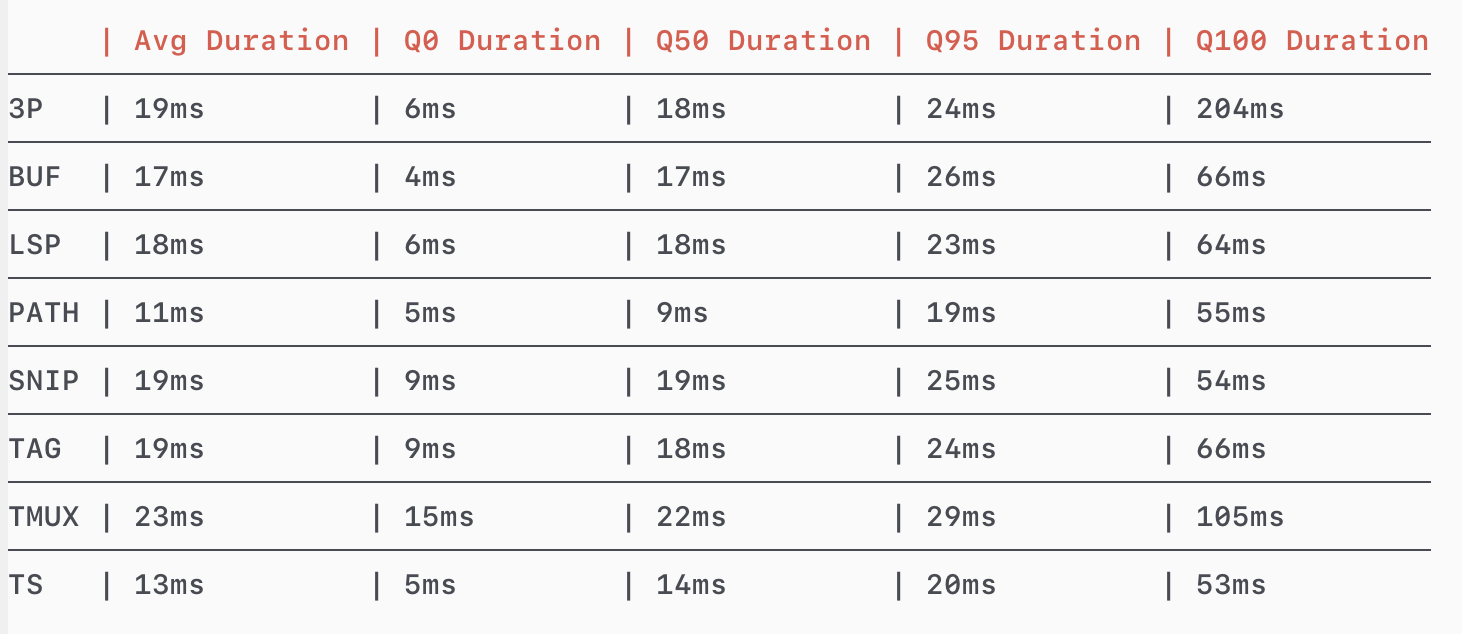 | Avg Duration | Q0 Duration | Q50 Duration | Q95 Duration | Q100 Duration
3P | 19ms | 6ms | 18ms | 24ms | 204ms
BUF | 17ms | 4ms | 17ms | 26ms | 66ms
LSP | 18ms | 6ms | 18ms | 23ms | 64ms
PATH | 11ms | 5ms | 9ms | 19ms | 55ms
SNIP | 19ms | 9ms | 19ms | 25ms | 54ms
TAG | 19ms | 9ms | 18ms | 24ms | 66ms
TMUX | 23ms | 15ms | 22ms | 29ms | 105ms
TS | 13ms | 5ms | 14ms | 20ms | 53ms